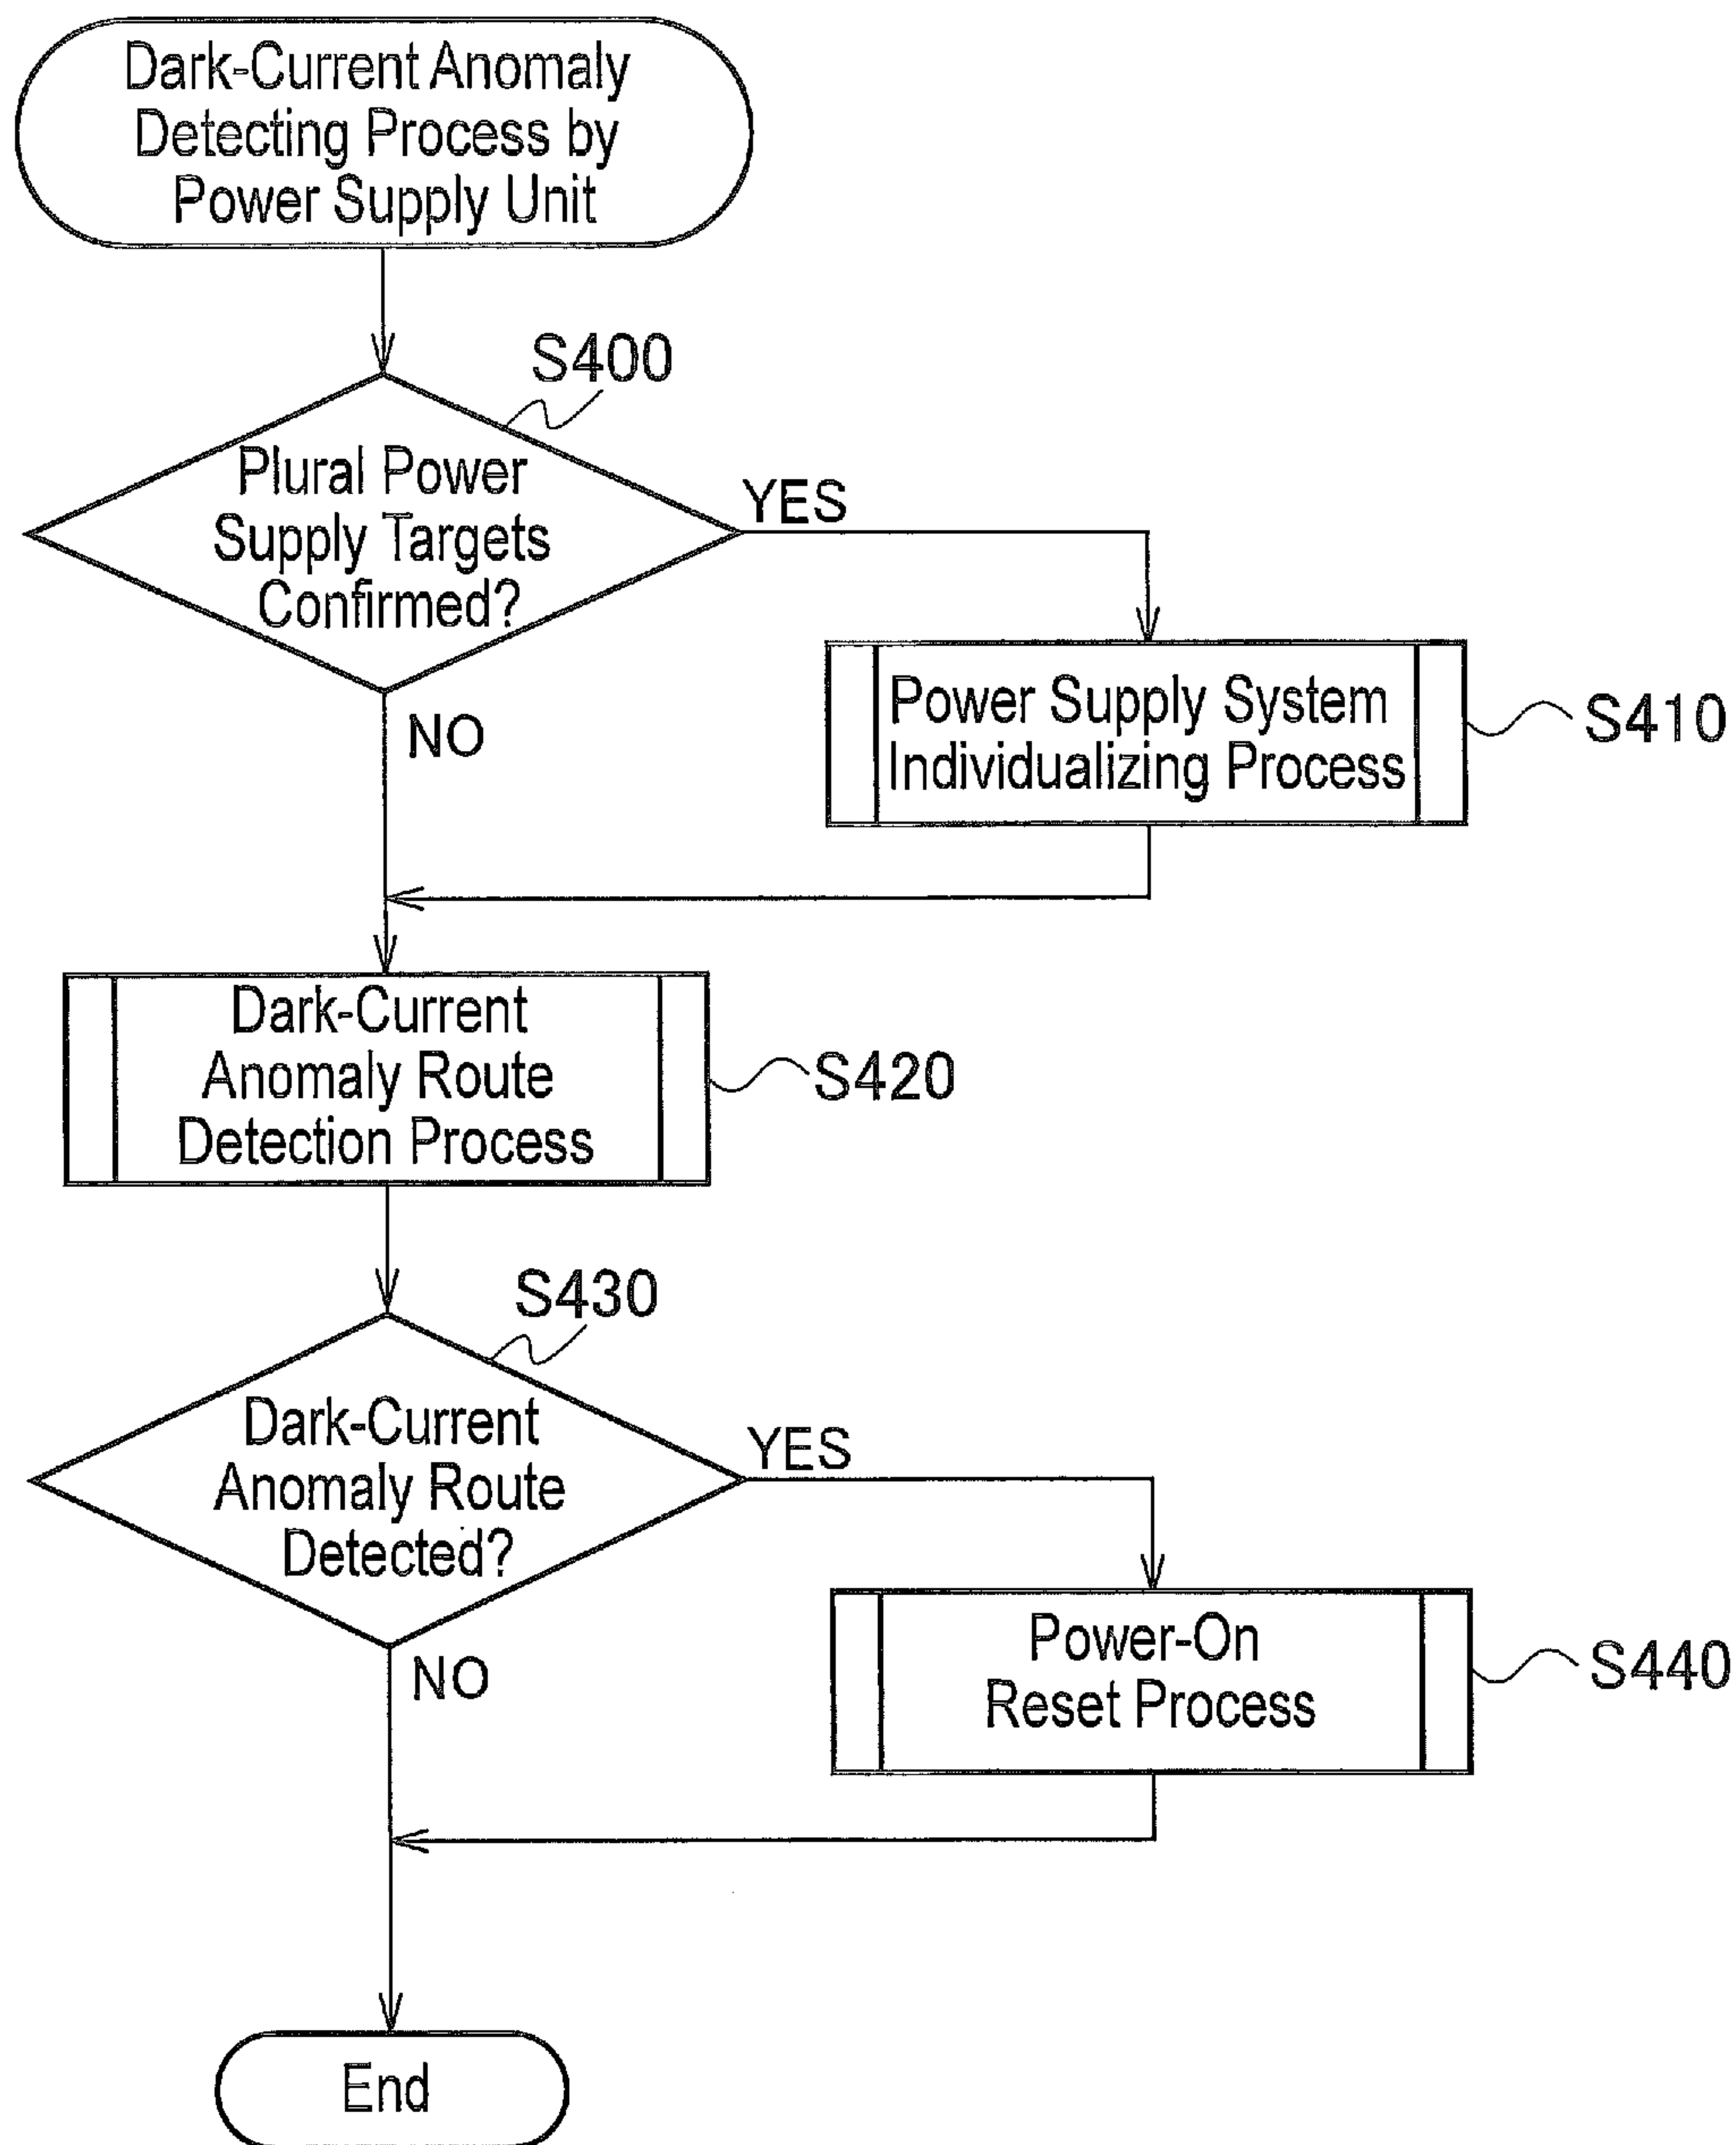 Dark-Current Anomaly
Detecting Process by
Power Supply Unit
S400
Plural Power
Supply Targets
Confirmed?
YES
NO
Power Supply System
Individualizing Process
S410
Dark-Current
Anomaly Route
Detection Process
S420
S430
Dark-Current
Anomaly Route
Detected?
YES
NO
Power-On
Reset Process
S440
End